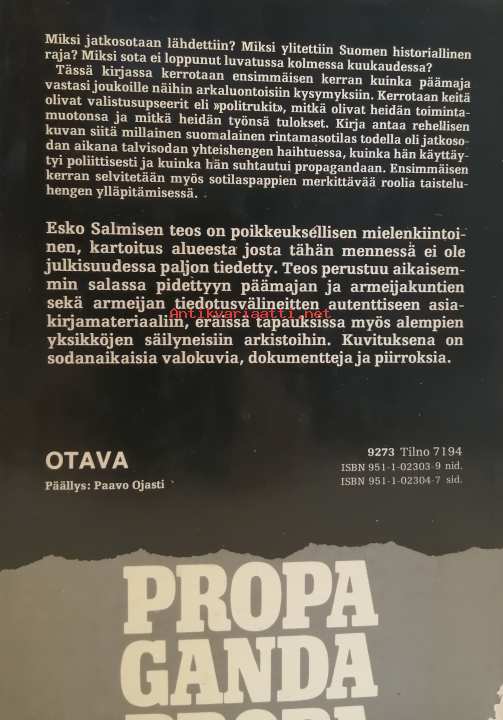 Miksi jatkosotaan lähdettiin? Miksi ylitettiin Suomen historiallinen
raja? Miksi sota ei loppunut luvatussa kolmessa kuukaudessa?
Tässä kirjassa kerrotaan ensimmäisen kerran kuinka päämaja
vastasi joukoille näihin arkaluontoisiin kysymyksiin. Kerrotaan keitä
olivat valistusupseerit eli »politrukit», mitkä olivat heidän toiminta-
muotonsa ja mitkä heidän työnsä tulokset. Kirja antaa rehellisen
kuvan siitä millainen suomalainen rintamasotilas todella oli jatkoso-
dan aikana talvisodan yhteishengen haihtuessa, kuinka hän käyttäy-
tyi poliittisesti ja kuinka hän suhtautui propagandaan. Ensimmäisen
kerran selvitetään myös sotilaspappien merkittävää roolia taistelu-
hengen ylläpitämisessä.
Esko Salmisen teos on poikkeuksellisen mielenkiintoi-
nen, kartoitus alueesta josta tähän mennessä ei ole
julkisuudessa paljon tiedetty. Teos perustuu aikaisem-
min salassa pidettyyn päämajan ja armeijakuntien
Antikvariaatti.net
sekä armeijan tiedotusvälineitten autenttiseen asia-
kirjamateriaaliin, eräissä tapauksissa myös alempien
yksikköjen säilyneisiin arkistoihin. Kuvituksena on
sodanaikaisia valokuvia, dokumentteja ja piirroksia.
OTAVA
Päällys: Paavo Ojasti
9273 Tilno 7194
ISBN 951-1-02303-9 nid.
ISBN 951-1-02304-7 sid.
PROPA
GANDA
PROPA